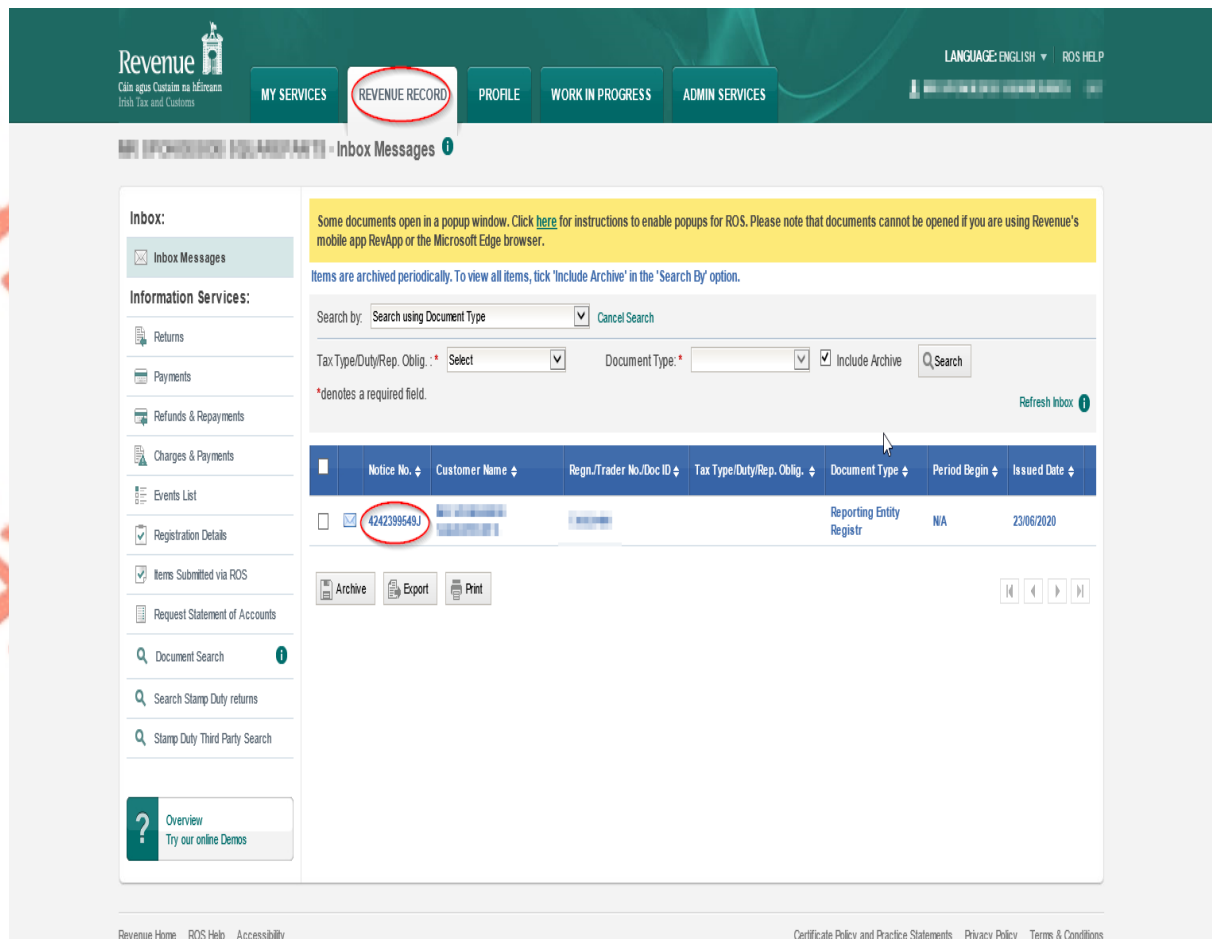 Revenue
Cáin agus Custaim na hÉireann
Irish Tax and Customs
MY SERVICES
REVENUE RECORD
PROFILE
WORK IN PROGRESS
ADMIN SERVICES
LANGUAGE: ENGLISH ROS HELP
- Inbox Messages
Inbox:
Inbox Messages
Information Services:
Returns
Payments
Refunds & Repayments
Charges & Payments
Events List
Registration Details
Items Submitted via ROS
Request Statement of Accounts
Document Search
Search Stamp Duty returns
Stamp Duty Third Party Search
? Overview
Try our online Demos
Some documents open in a popup window. Click here for instructions to enable popups for ROS. Please note that documents cannot be opened if you are using Revenue's
mobile app RevApp or the Microsoft Edge browser.
Items are archived periodically. To view all items, tick 'Include Archive' in the 'Search By' option.
Search by: Search using Document Type Cancel Search
Tax Type/Duty/Rep. Oblig. :* Select Document Type: * Include Archive Search
*denotes a required field.
Refresh Inbox
Notice No. Customer Name Regn./Trader No./Doc ID Tax Type/Duty/Rep. Oblig. Document Type Period Begin Issued Date
4242399549J Reporting Entity Registr N/A 23/06/2020
Archive Export Print
Revenue Home ROS Help Accessibility Certificate Policy and Practice Statements Privacy Policy Terms & Conditions